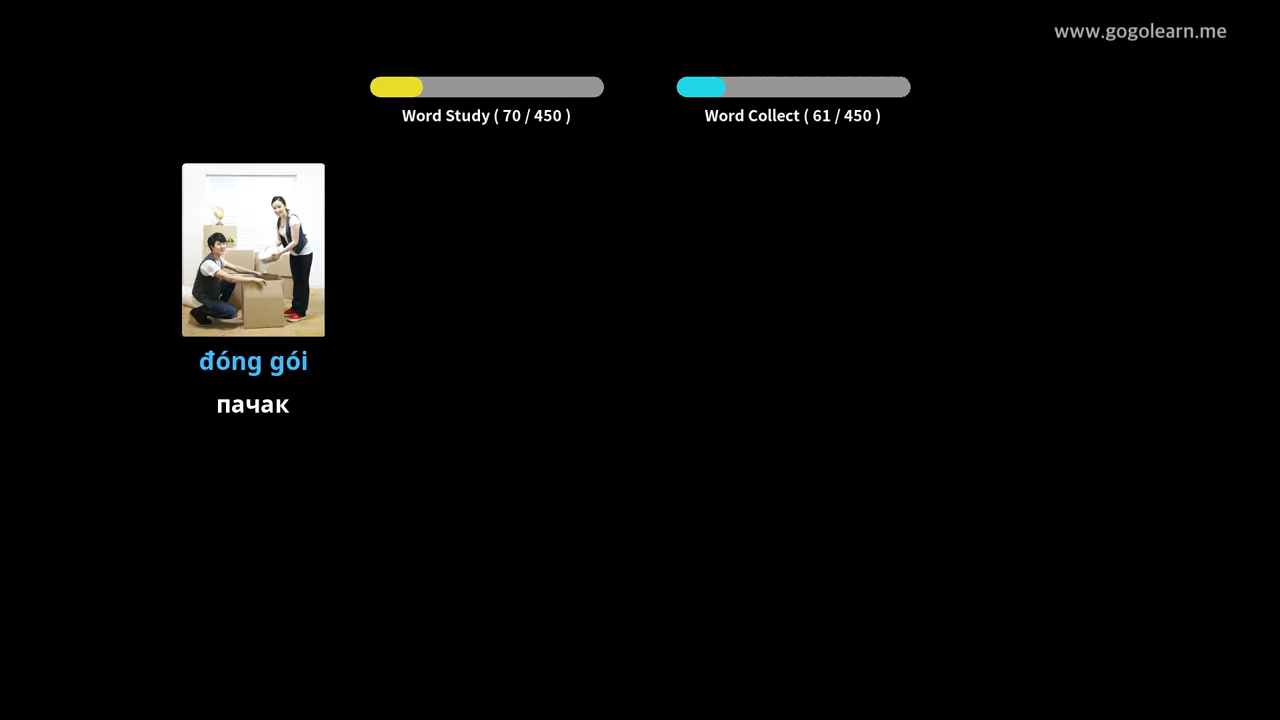 www.gogolearn.me
Word Study ( 70 / 450 )
Word Collect ( 61 / 450 )
đóng gói
пачак